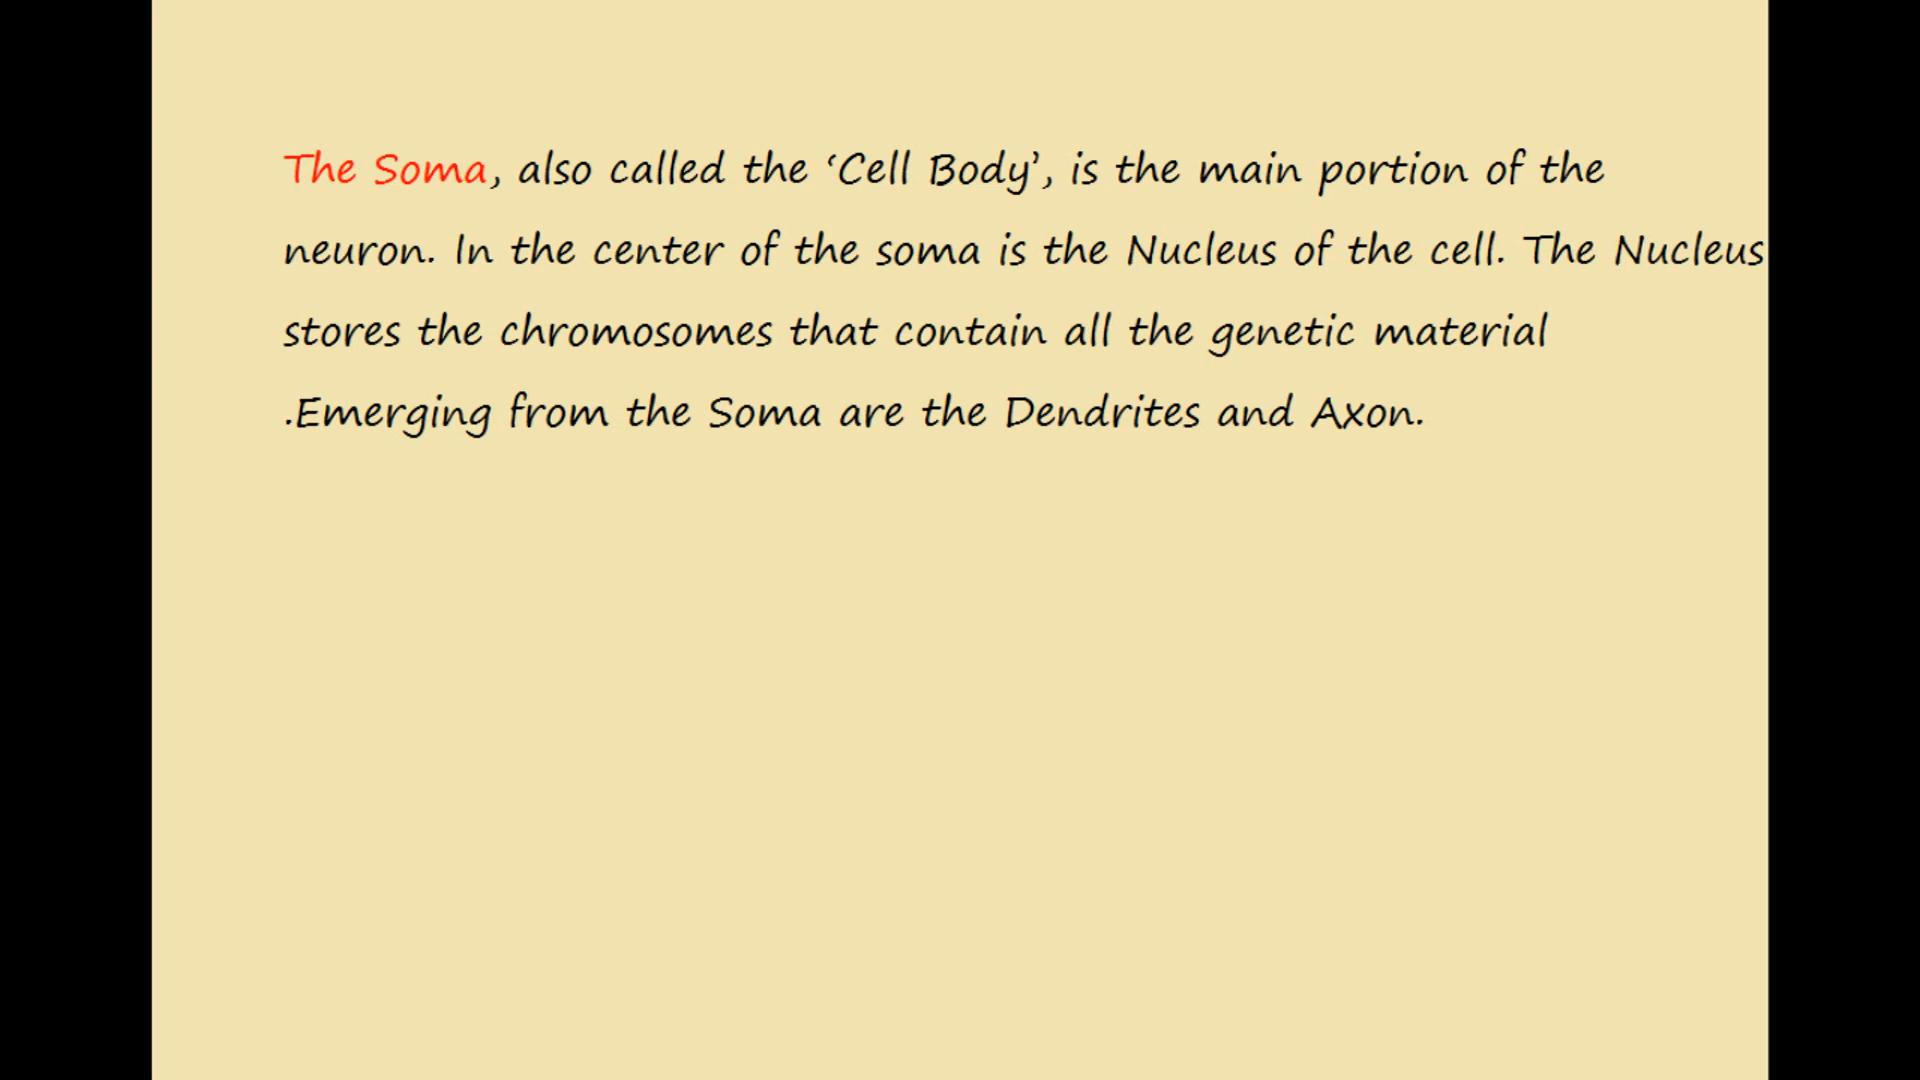 The Soma, also called the ‘Cell Body’, is the main portion of the
neuron. In the center of the soma is the Nucleus of the cell. The Nucleus
stores the chromosomes that contain all the genetic material
.Emerging from the Soma are the Dendrites and Axon.